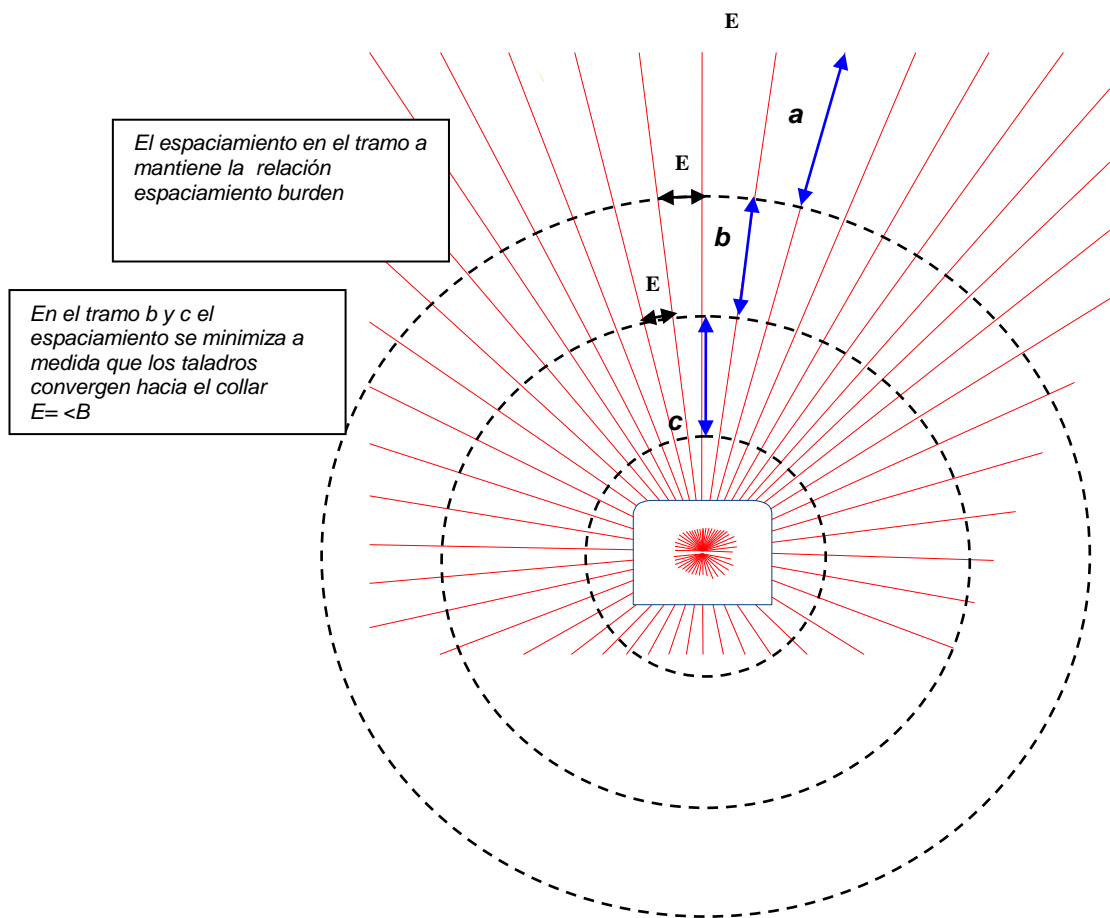 E
a
El espaciamiento en el tramo a
mantiene la relación
espaciamiento burden
E
b
E
En el tramo b y c el
espaciamiento se minimiza a
medida que los taladros
convergen hacia el collar
E= <B
c